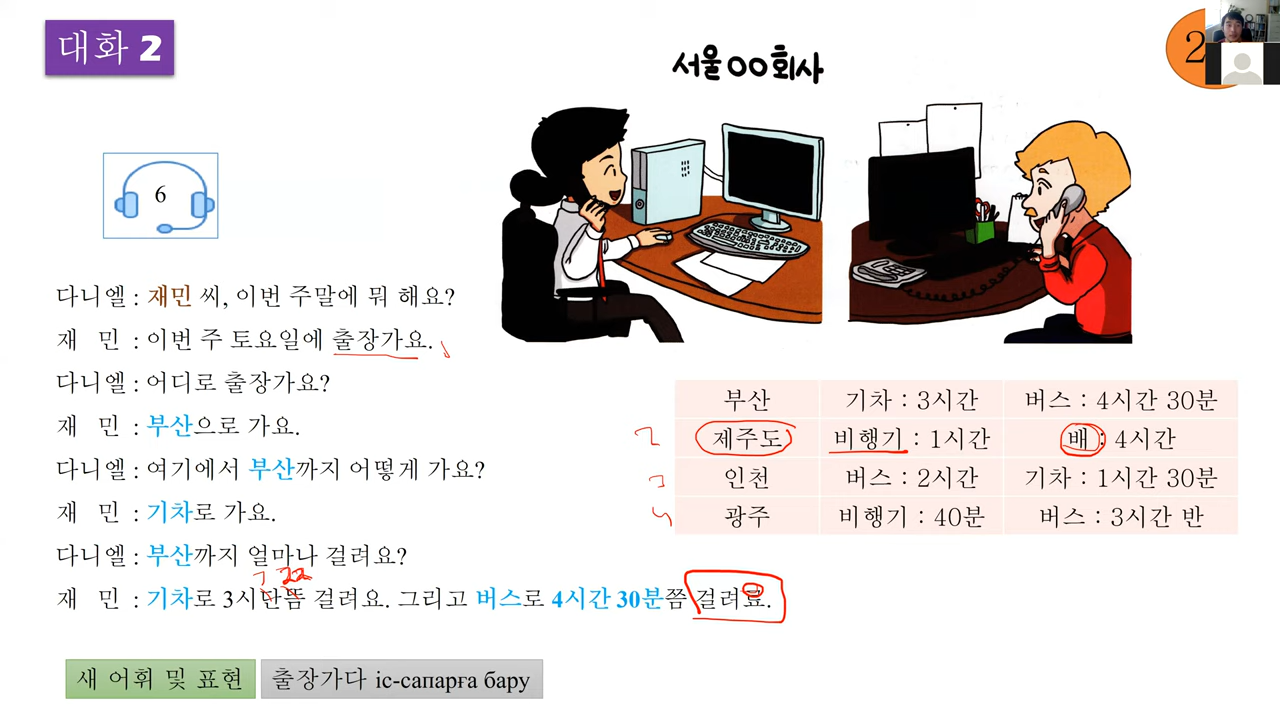 대화 2
2
서울OO회사
6
다니엘 : 재민 씨, 이번 주말에 뭐 해요?
재 민 : 이번 주 토요일에 출장가요.
다니엘 : 어디로 출장가요?
재 민 : 부산으로 가요.
다니엘 : 여기에서 부산까지 어떻게 가요?
재 민 : 기차로 가요.
다니엘 : 부산까지 얼마나 걸려요?
재 민 : 기차로 3시만뜸 걸려요. 그리고 버스로 4시간 30분쯤 걸려요.
부산 기차 : 3시간 버스 : 4시간 30분
제주도 비행기 : 1시간 배 : 4시간
인천 버스 : 2시간 기차 : 1시간 30분
광주 비행기 : 40분 버스 : 3시간 반
새 어휘 및 표현 출장가다 іс-сапарға бару